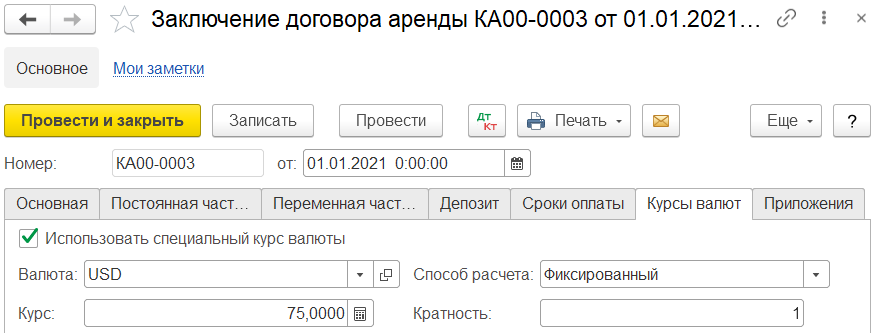 Заключение договора аренды КА00-0003 от 01.01.2021...
Основное Мои заметки
Провести и закрыть Записать Провести Дт Кт Печать Еще ?
Номер: КА00-0003 от: 01.01.2021 0:00:00
Основная Постоянная част... Переменная част... Депозит Сроки оплаты Курсы валют Приложения
Использовать специальный курс валюты
Валюта: USD Способ расчета: Фиксированный
Курс: 75,0000 Кратность: 1